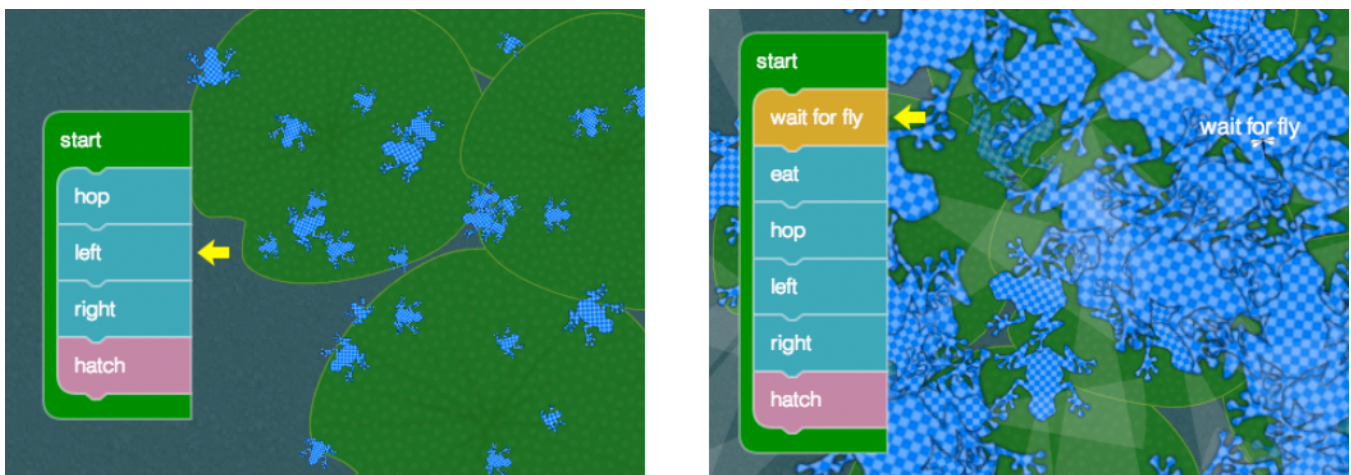 start
hop
left
right
hatch
start
wait for fly
eat
hop
left
right
hatch
wait for fly